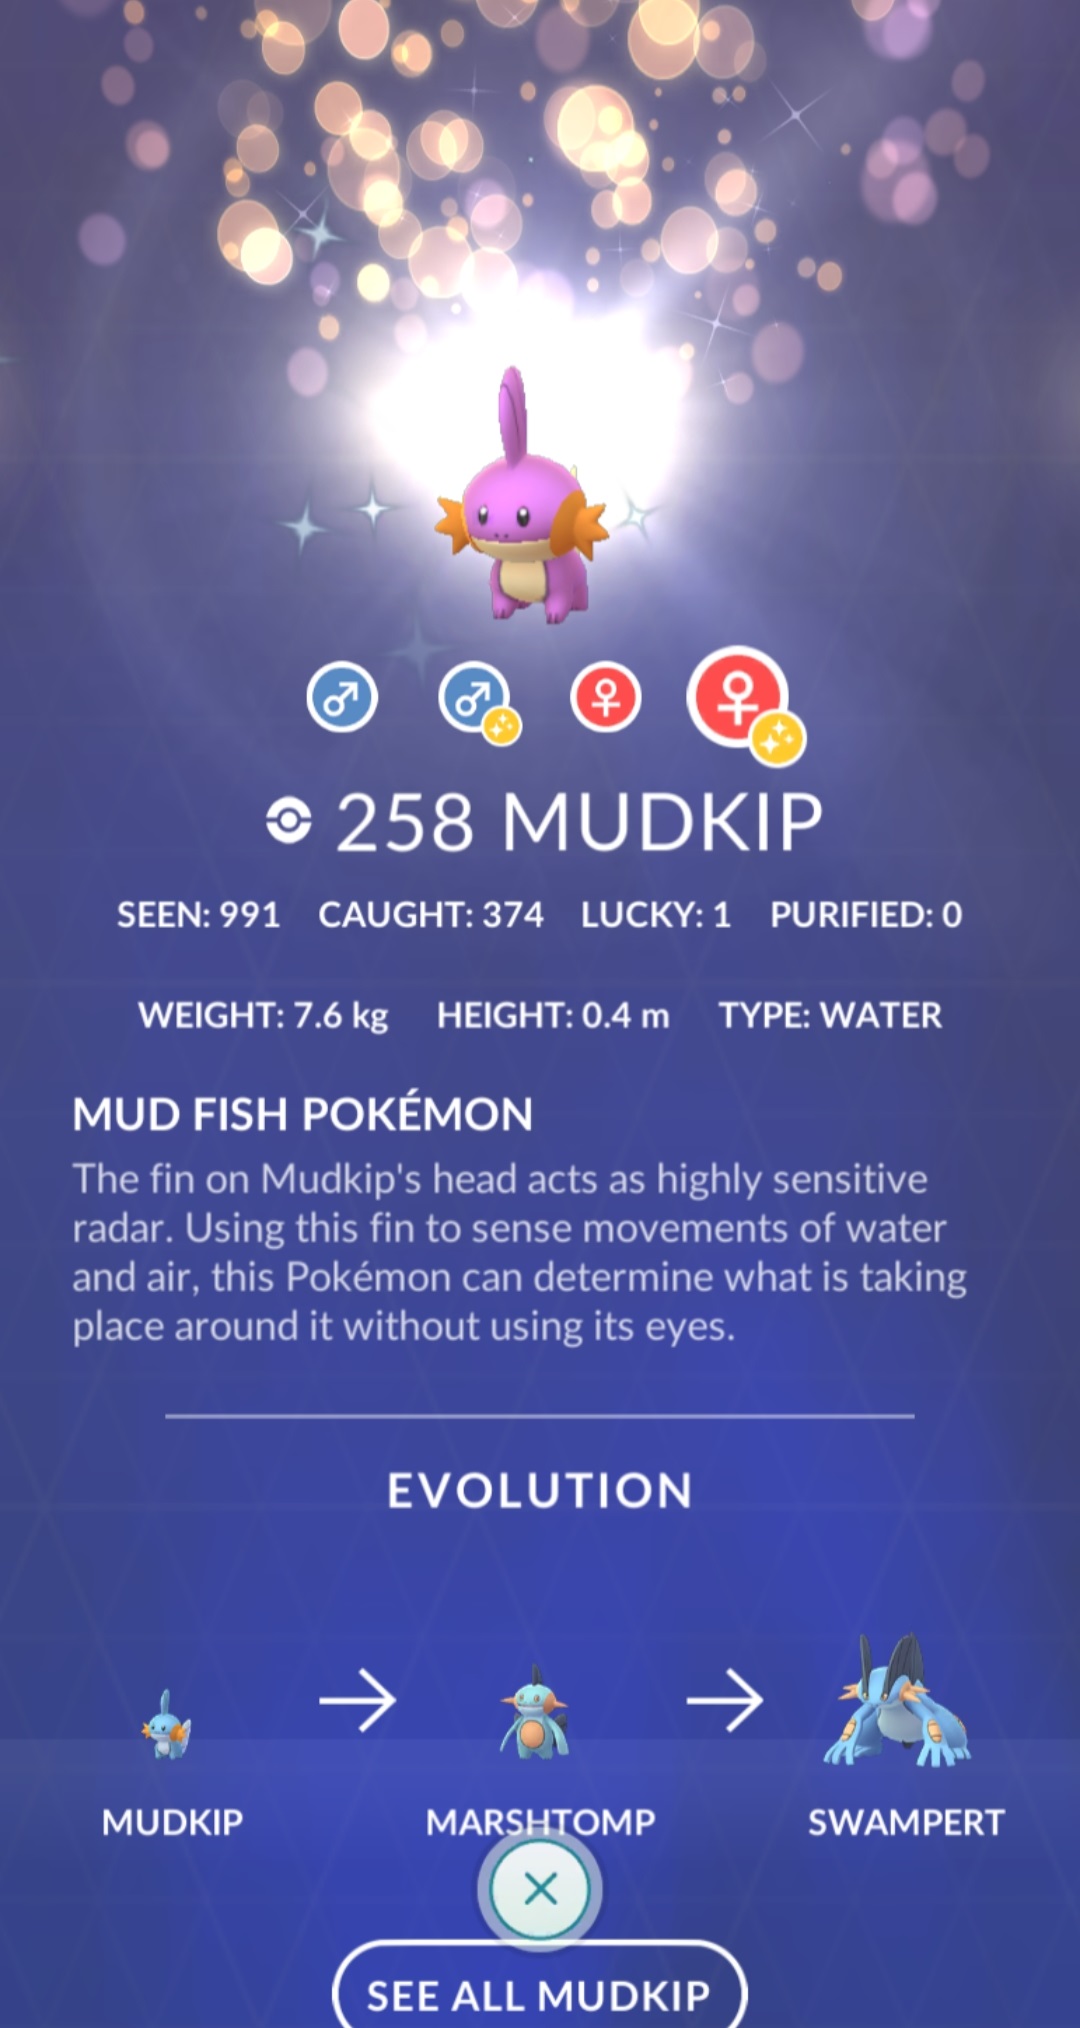 258 MUDKIP
SEEN: 991 CAUGHT: 374 LUCKY: 1 PURIFIED: 0
WEIGHT: 7.6 kg HEIGHT: 0.4 m TYPE: WATER
MUD FISH POKÉMON
The fin on Mudkip's head acts as highly sensitive
radar. Using this fin to sense movements of water
and air, this Pokémon can determine what is taking
place around it without using its eyes.
EVOLUTION
MUDKIP MARSHTOMP SWAMPERT
SEE ALL MUDKIP